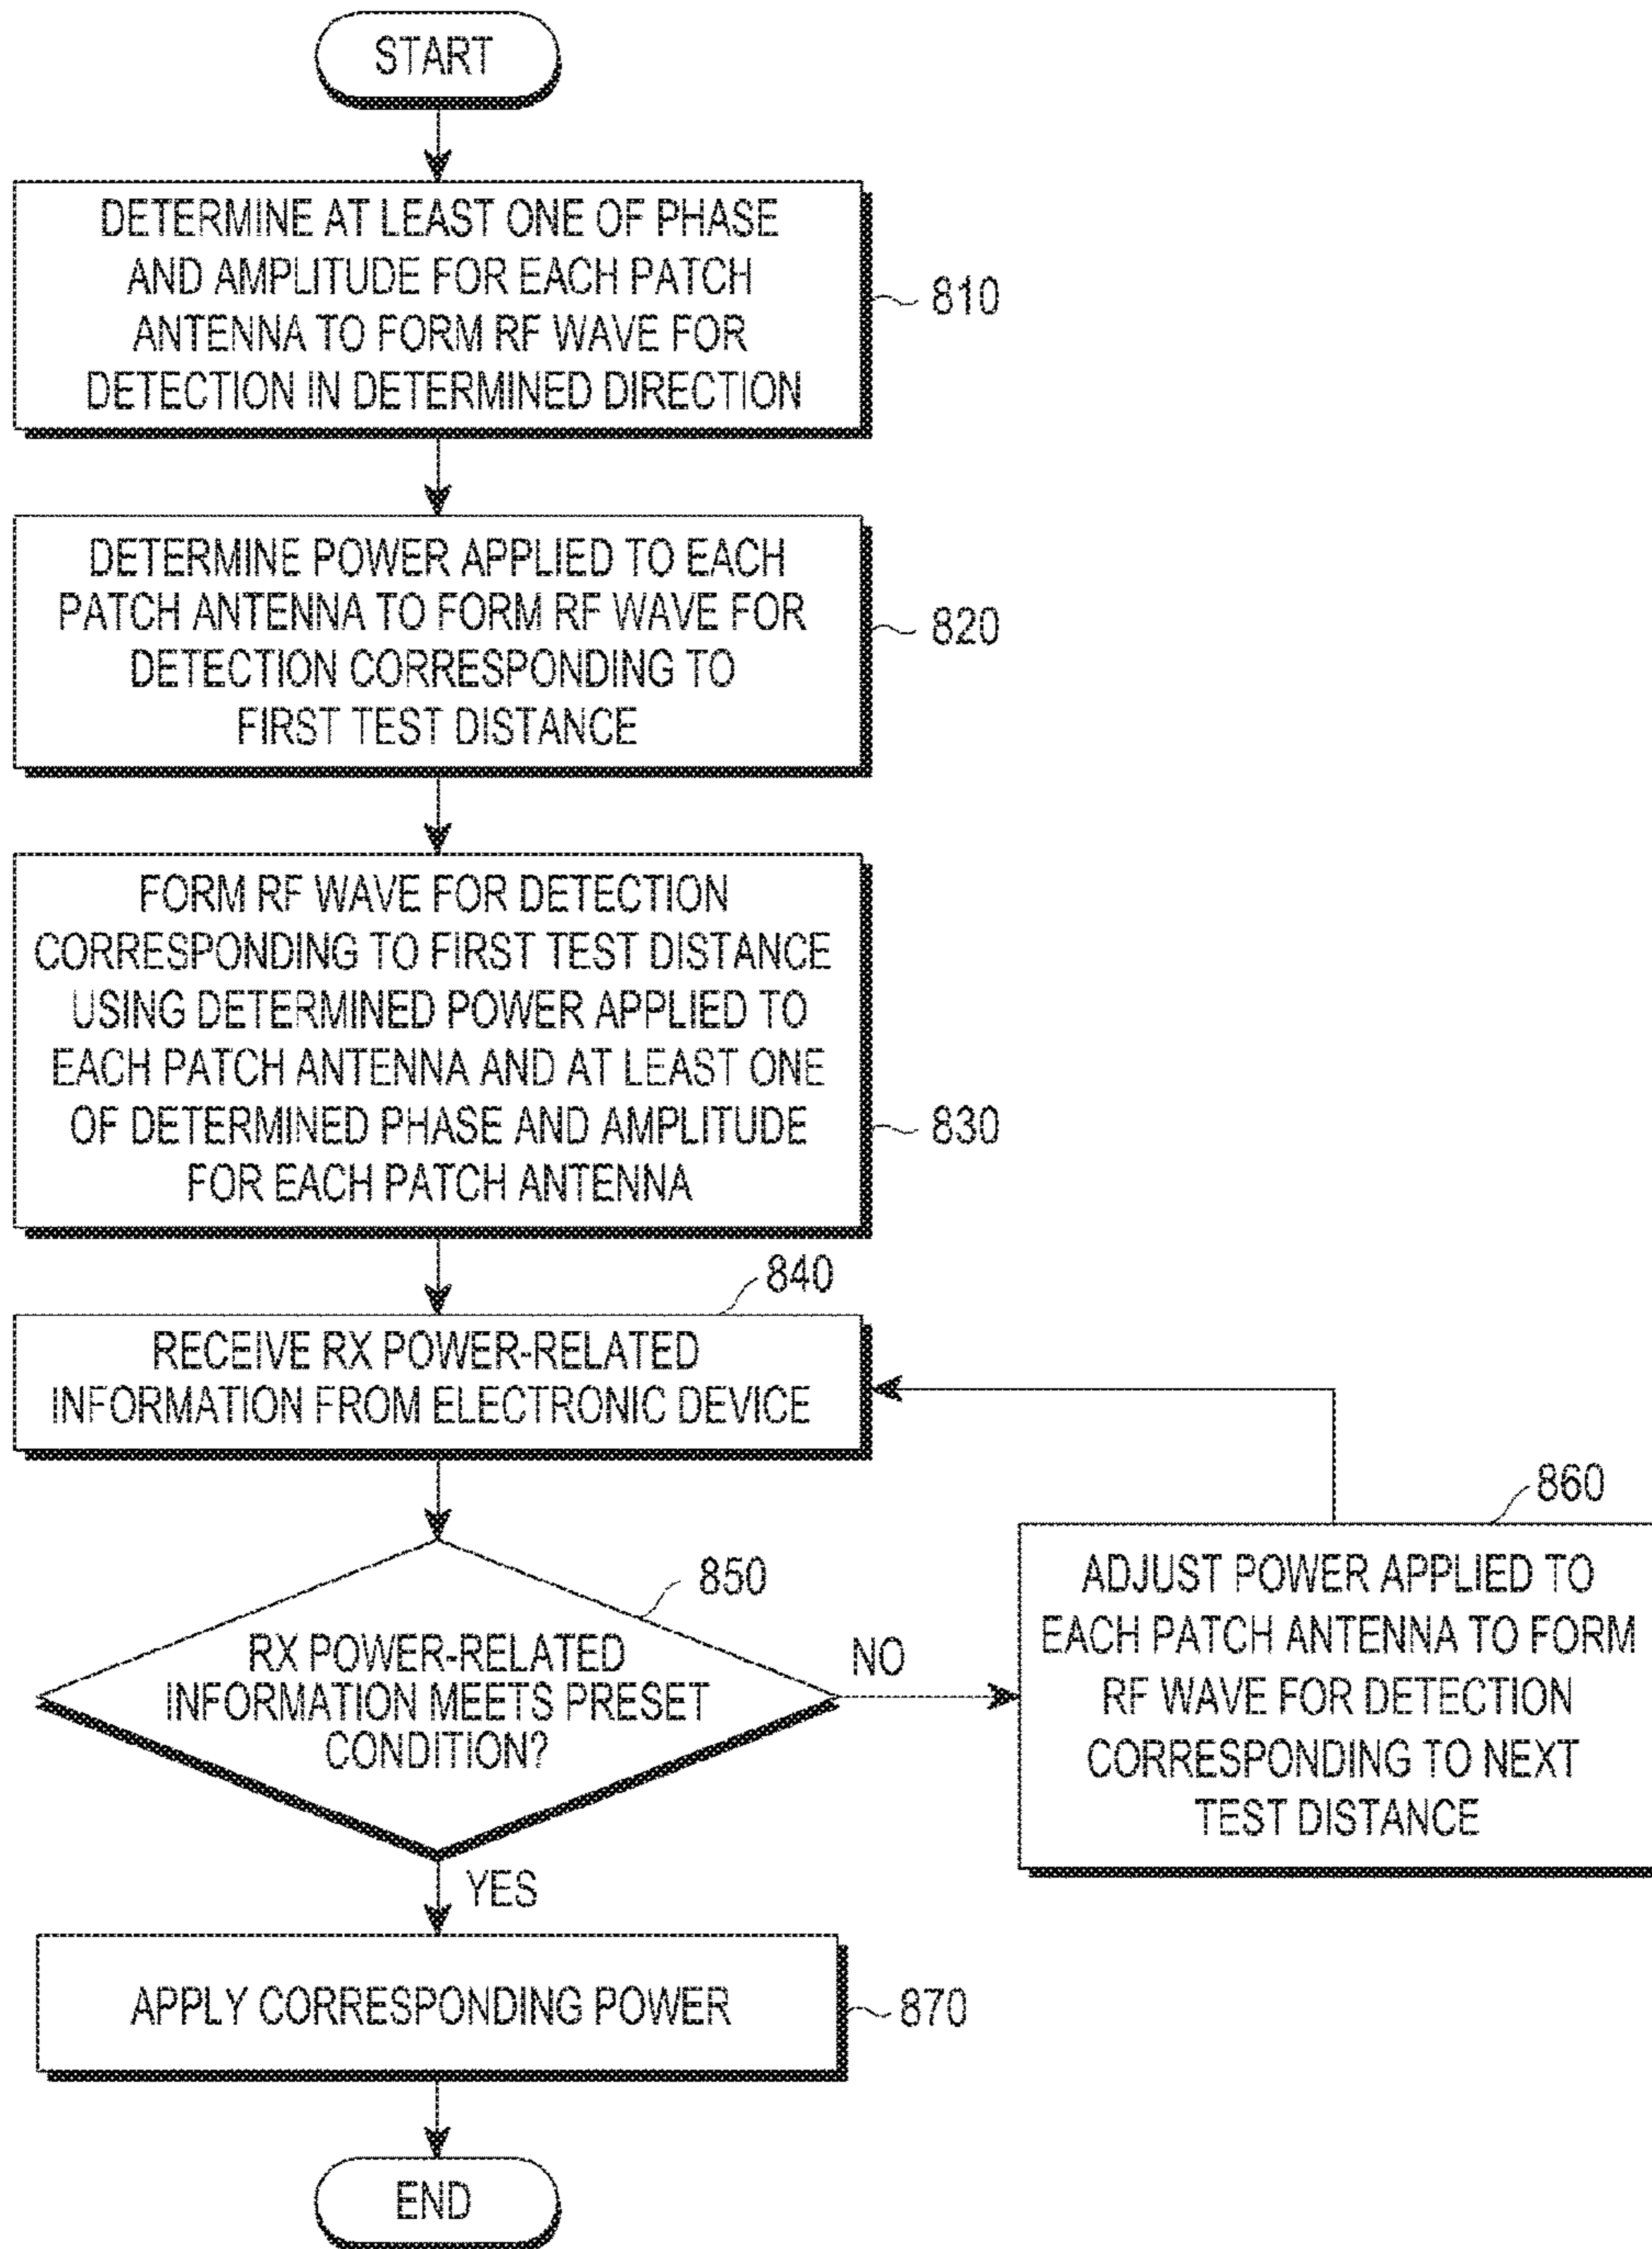 START
DETERMINE AT LEAST ONE OF PHASE
AND AMPLITUDE FOR EACH PATCH
ANTENNA TO FORM RF WAVE FOR
DETECTION IN DETERMINED DIRECTION
810
DETERMINE POWER APPLIED TO EACH
PATCH ANTENNA TO FORM RF WAVE FOR
DETECTION CORRESPONDING TO
FIRST TEST DISTANCE
820
FORM RF WAVE FOR DETECTION
CORRESPONDING TO FIRST TEST DISTANCE
USING DETERMINED POWER APPLIED TO
EACH PATCH ANTENNA AND AT LEAST ONE
OF DETERMINED PHASE AND AMPLITUDE
FOR EACH PATCH ANTENNA
830
840
RECEIVE RX POWER-RELATED
INFORMATION FROM ELECTRONIC DEVICE
850
RX POWER-RELATED
INFORMATION MEETS PRESET
CONDITION?
NO
860
ADJUST POWER APPLIED TO
EACH PATCH ANTENNA TO FORM
RF WAVE FOR DETECTION
CORRESPONDING TO NEXT
TEST DISTANCE
YES
APPLY CORRESPONDING POWER
870
END